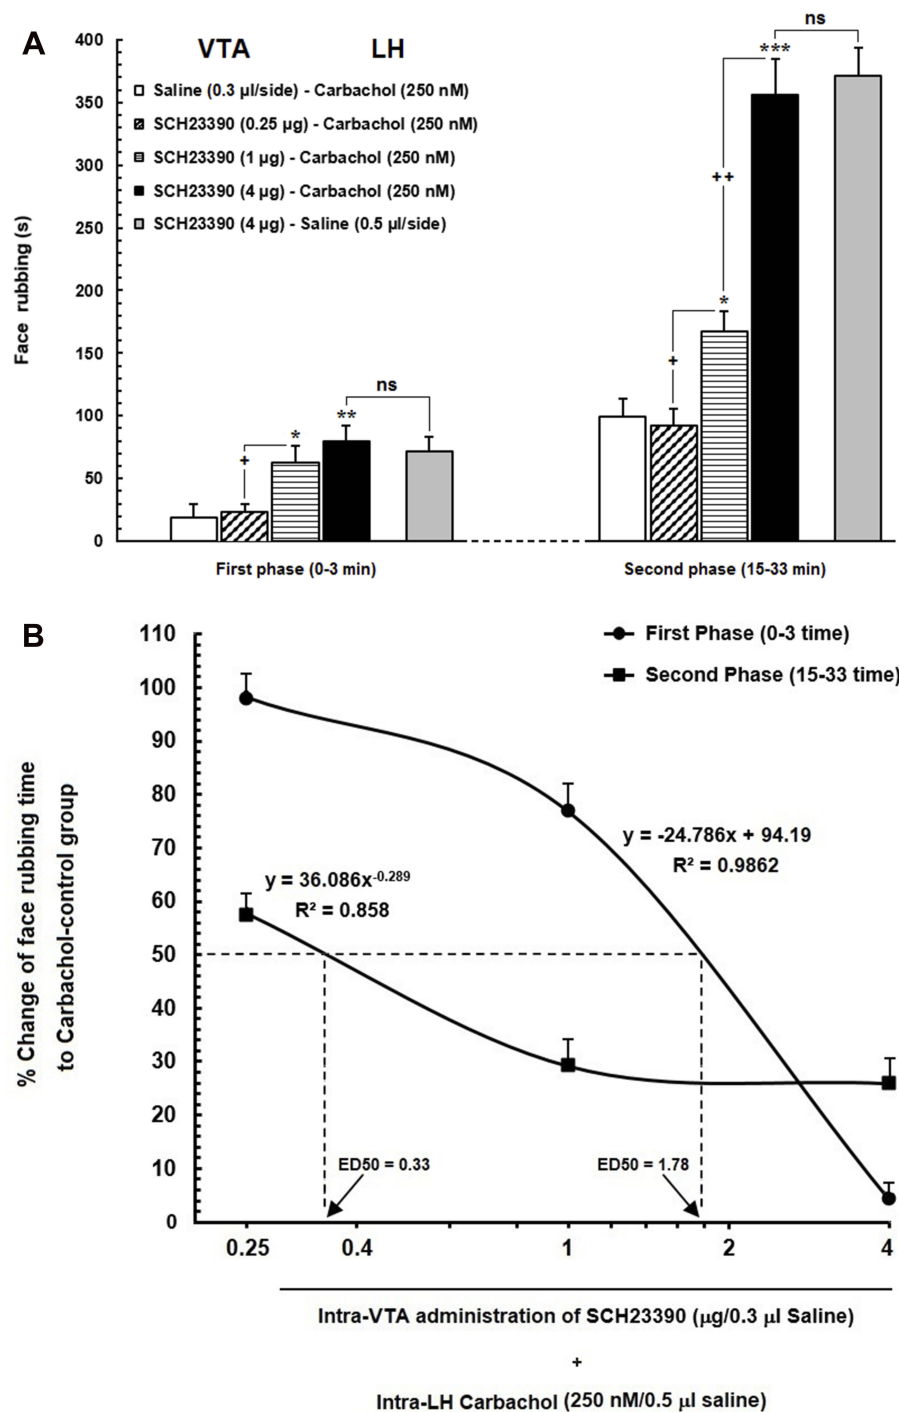 A
VTA LH
Saline (0.3 µl/side) - Carbachol (250 nM)
SCH23390 (0.25 µg) - Carbachol (250 nM)
SCH23390 (1 µg) - Carbachol (250 nM)
SCH23390 (4 µg) - Carbachol (250 nM)
SCH23390 (4 µg) - Saline (0.5 µl/side)
Face rubbing (s)
400
350
300
250
200
150
100
50
0
+
*
**
ns
+
*
++
***
ns
First phase (0-3 min)
Second phase (15-33 min)
B
First Phase (0-3 time)
Second Phase (15-33 time)
% Change of face rubbing time
to Carbachol-control group
110
100
90
80
70
60
50
40
30
20
10
0
y = -24.786x + 94.19
R² = 0.9862
y = 36.086x^-0.289
R² = 0.858
ED50 = 0.33
ED50 = 1.78
0.25 0.4 1 2 4
Intra-VTA administration of SCH23390 (µg/0.3 µl Saline)
+
Intra-LH Carbachol (250 nM/0.5 µl saline)